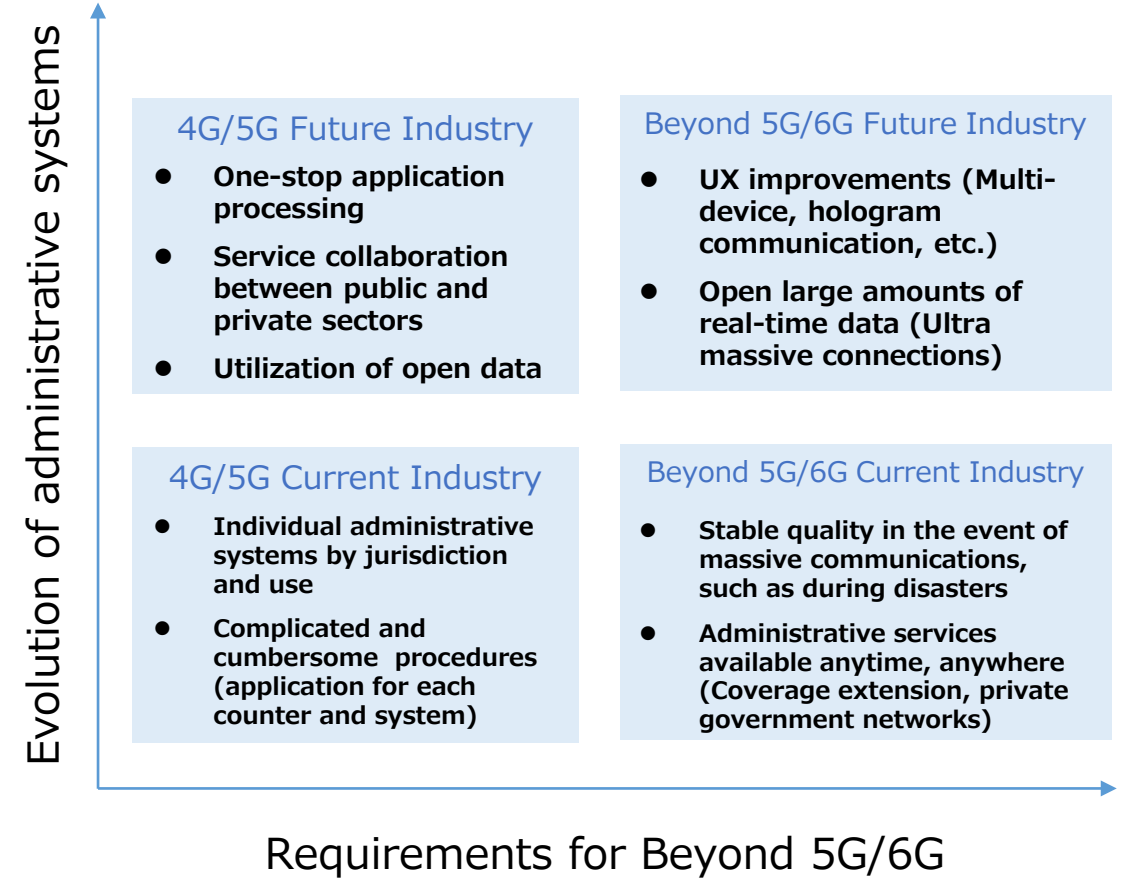 Evolution of administrative systems
4G/5G Future Industry
● One-stop application
processing
● Service collaboration
between public and
private sectors
● Utilization of open data
Beyond 5G/6G Future Industry
● UX improvements (Multi-
device, hologram
communication, etc.)
● Open large amounts of
real-time data (Ultra
massive connections)
4G/5G Current Industry
● Individual administrative
systems by jurisdiction
and use
● Complicated and
cumbersome procedures
(application for each
counter and system)
Beyond 5G/6G Current Industry
● Stable quality in the event of
massive communications,
such as during disasters
● Administrative services
available anytime, anywhere
(Coverage extension, private
government networks)
Requirements for Beyond 5G/6G